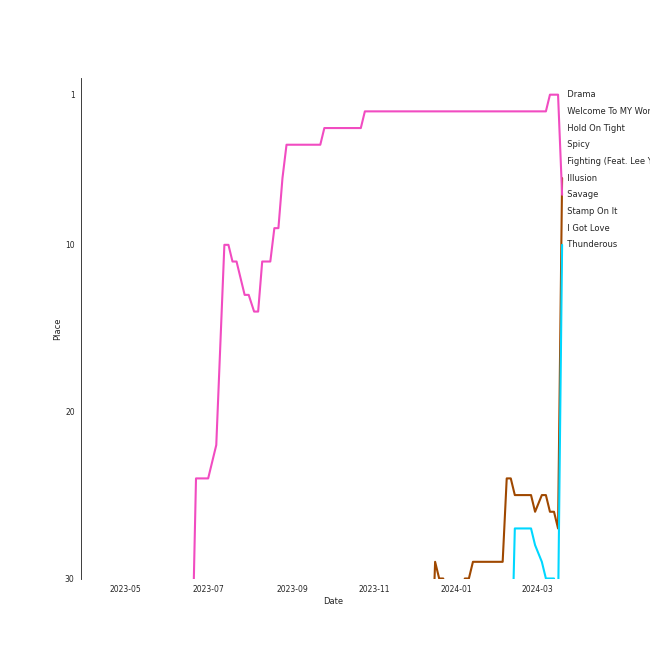 1
Drama
Welcome To MY
Hold On Tight
Spicy
Fighting (Feat. Lee
Illusion
Savage
Stamp On It
I Got Love
10
Thunderous
Place
20
30
2023-05
2023-07
2023-09
2023-11
2024-01
2024-03
Date